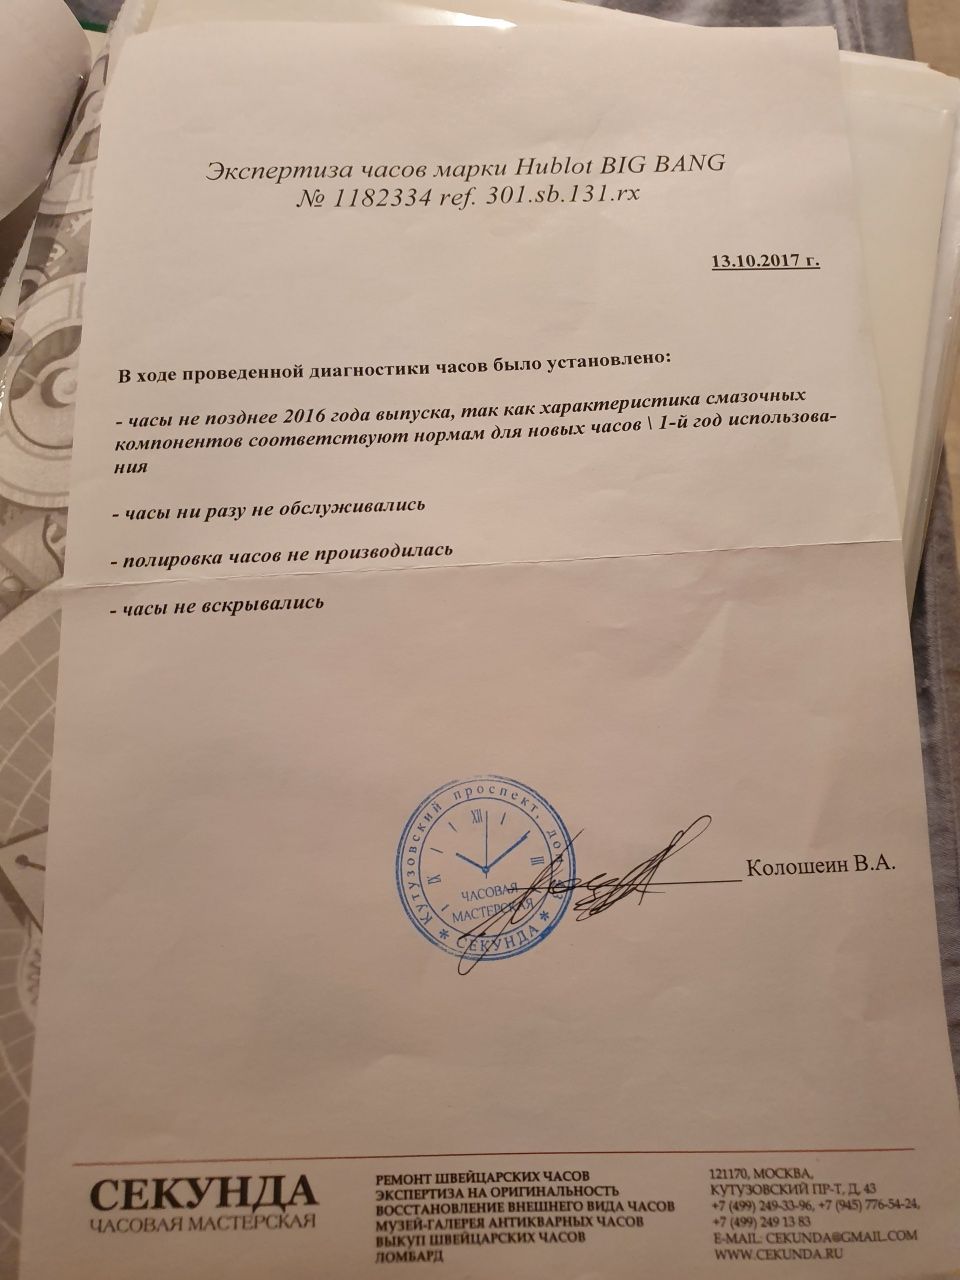 Экспертиза часов марки Hublot BIG BANG
№ 1182334 ref. 301.sb.131.rx
13.10.2017 г.
В ходе проведенной диагностики часов было установлено:
- часы не позднее 2016 года выпуска, так как характеристика смазочных
компонентов соответствуют нормам для новых часов \ 1-й год использова-
ния
- часы ни разу не обслуживались
- полировка часов не производилась
- часы не вскрывались
Кутузовский проспект, дом
XII
III
IX
ЧАСОВАЯ
МАСТЕРСКАЯ
* СЕКУНДА *
Колошеин В.А.
СЕКУНДА
ЧАСОВАЯ МАСТЕРСКАЯ
РЕМОНТ ШВЕЙЦАРСКИХ ЧАСОВ
ЭКСПЕРТИЗА НА ОРИГИНАЛЬНОСТЬ
ВОССТАНОВЛЕНИЕ ВНЕШНЕГО ВИДА ЧАСОВ
МУЗЕЙ-ГАЛЕРЕЯ АНТИКВАРНЫХ ЧАСОВ
ВЫКУП ШВЕЙЦАРСКИХ ЧАСОВ
ЛОМБАРД
121170, МОСКВА,
КУТУЗОВСКИЙ ПР-Т, Д. 43
+7 (499) 249-33-96, +7 (945) 776-54-24,
+7 (499) 249 13 83
E-MAIL: CEKUNDA@GMAIL.COM
WWW.CEKUNDA.RU